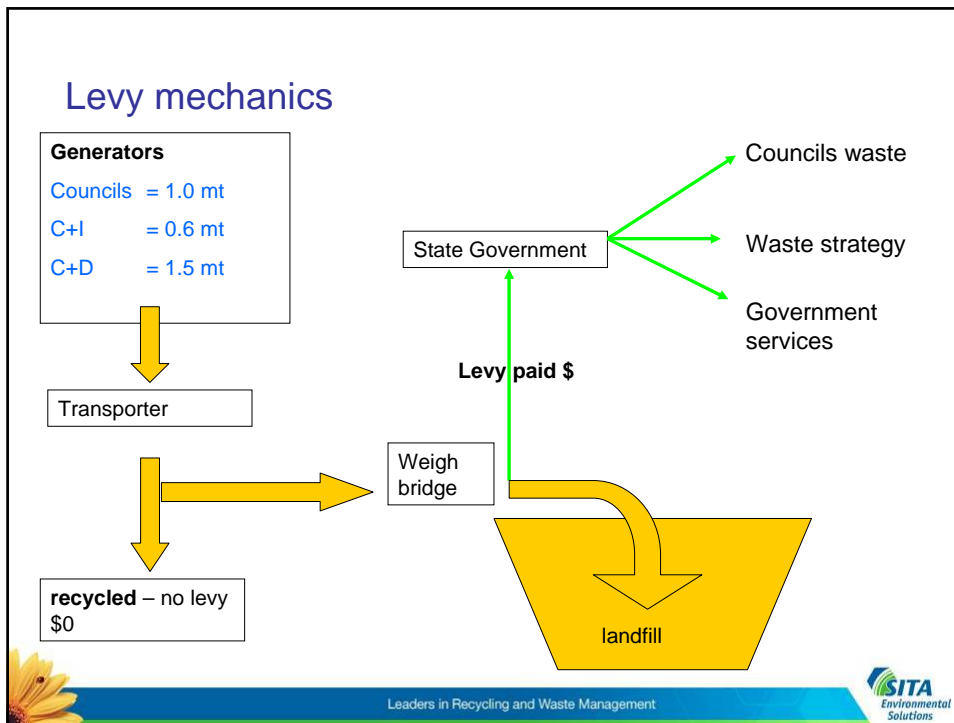 Levy mechanics
Generators
Councils = 1.0 mt
C+I = 0.6 mt
C+D = 1.5 mt
Transporter
recycled – no levy
$0
Weigh
bridge
Levy paid $
State Government
Councils waste
Waste strategy
Government
services
landfill
Leaders in Recycling and Waste Management
SITA
Environmental
Solutions